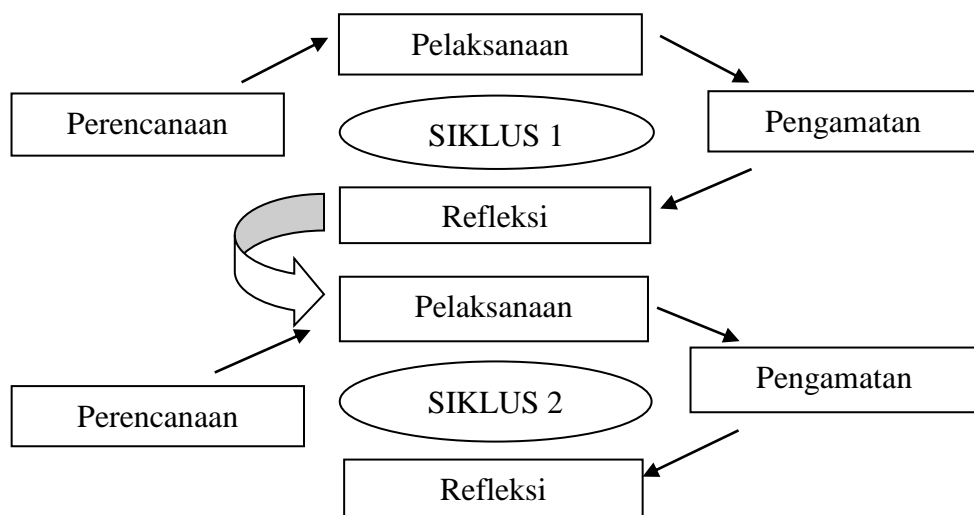 Pelaksanaan
Perencanaan
SIKLUS 1
Pengamatan
Refleksi
Pelaksanaan
Pengamatan
Perencanaan
SIKLUS 2
Refleksi